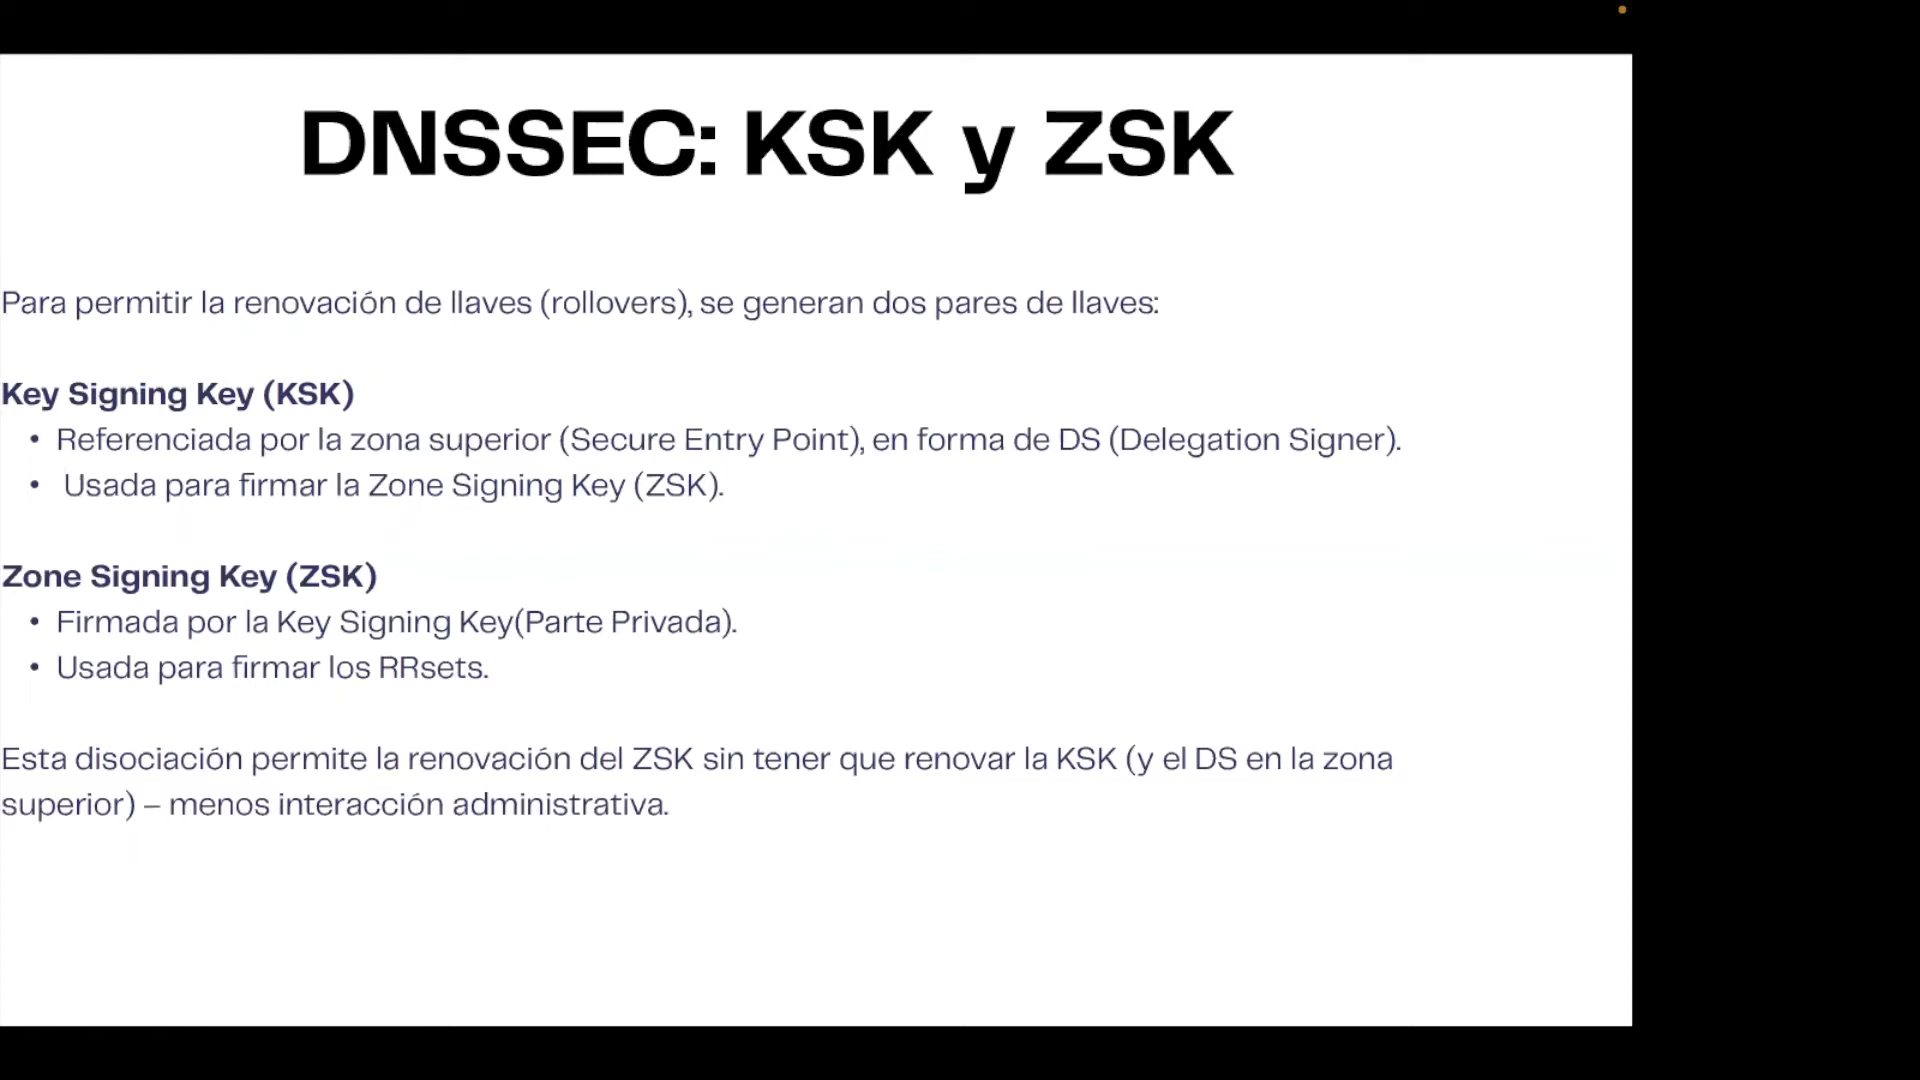 DNSSEC: KSK y ZSK
Para permitir la renovación de llaves (rollovers), se generan dos pares de llaves:
Key Signing Key (KSK)
• Referenciada por la zona superior (Secure Entry Point), en forma de DS (Delegation Signer).
• Usada para firmar la Zone Signing Key (ZSK).
Zone Signing Key (ZSK)
• Firmada por la Key Signing Key(Parte Privada).
• Usada para firmar los RRsets.
Esta disociación permite la renovación del ZSK sin tener que renovar la KSK (y el DS en la zona
superior) – menos interacción administrativa.